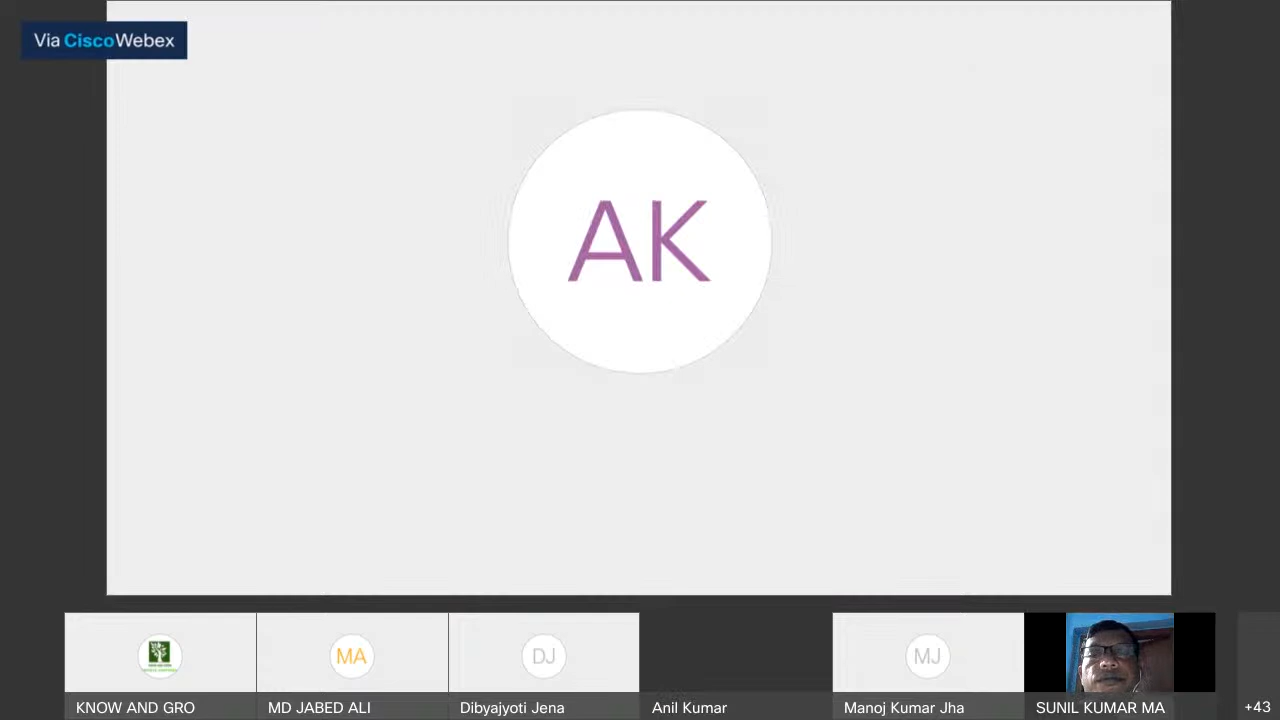 Via CiscoWebex
AK
MA
DJ
MJ
KNOW AND GRO
MD JABED ALI
Dibyajyoti Jena
Anil Kumar
Manoj Kumar Jha
SUNIL KUMAR MA
+43